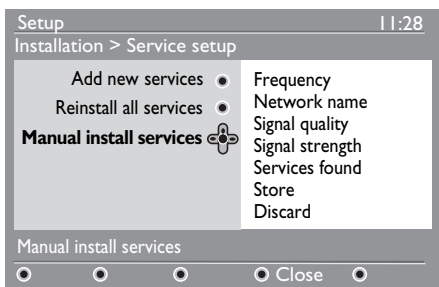 Setup 11:28
Installation > Service setup
Add new services
Reinstall all services
Manual install services
Frequency
Network name
Signal quality
Signal strength
Services found
Store
Discard
Manual install services
Close